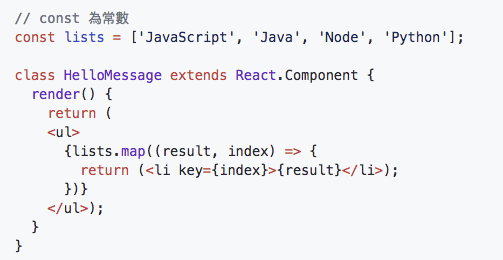 // const 為常數
const lists = ['JavaScript', 'Java', 'Node', 'Python'];

class HelloMessage extends React.Component {
  render() {
    return (
    <ul>
      {lists.map((result, index) => {
        return (<li key={index}>{result}</li>);
      })}
    </ul>);
  }
}